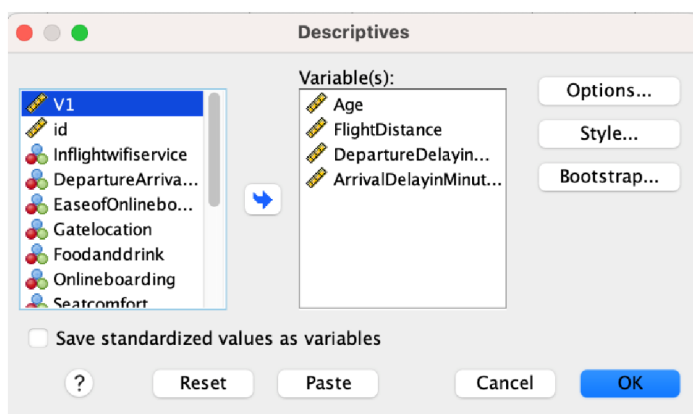 Descriptives
V1
id
Inflightwifiservice
DepartureArriva...
EaseofOnlinebo...
Gatelocation
Foodanddrink
Onlineboarding
Seatcomfort
Variable(s):
Age
FlightDistance
DepartureDelayin...
ArrivalDelayinMinut...
Options...
Style...
Bootstrap...
Save standardized values as variables
?
Reset
Paste
Cancel
OK